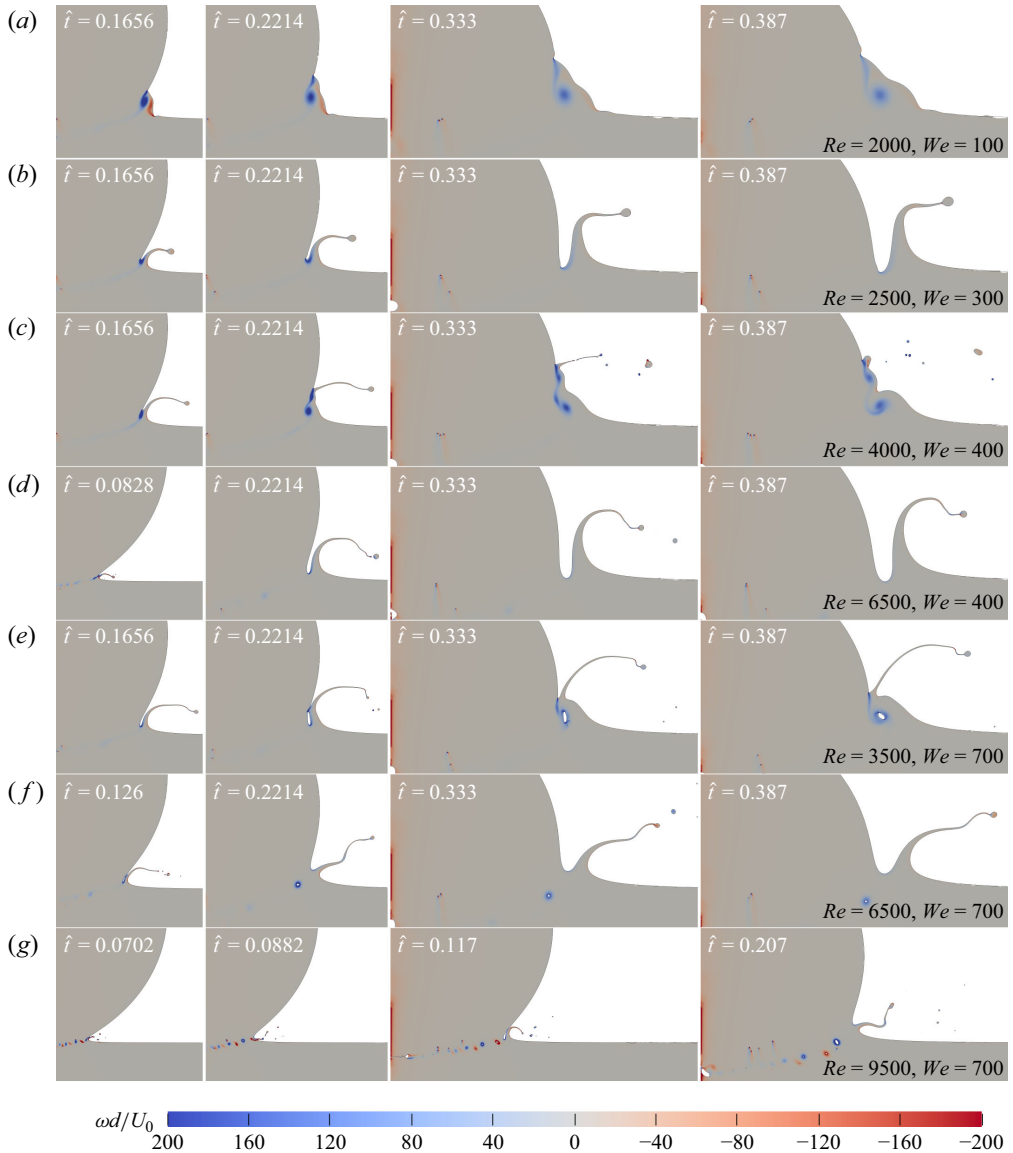 (a)
t̂ = 0.1656 t̂ = 0.2214 t̂ = 0.333 t̂ = 0.387
Re = 2000, We = 100
(b)
t̂ = 0.1656 t̂ = 0.2214 t̂ = 0.333 t̂ = 0.387
Re = 2500, We = 300
(c)
t̂ = 0.1656 t̂ = 0.2214 t̂ = 0.333 t̂ = 0.387
Re = 4000, We = 400
(d)
t̂ = 0.0828 t̂ = 0.2214 t̂ = 0.333 t̂ = 0.387
Re = 6500, We = 400
(e)
t̂ = 0.1656 t̂ = 0.2214 t̂ = 0.333 t̂ = 0.387
Re = 3500, We = 700
(f)
t̂ = 0.126 t̂ = 0.2214 t̂ = 0.333 t̂ = 0.387
Re = 6500, We = 700
(g)
t̂ = 0.0702 t̂ = 0.0882 t̂ = 0.117 t̂ = 0.207
Re = 9500, We = 700
ωd/U₀
200 160 120 80 40 0 −40 −80 −120 −160 −200